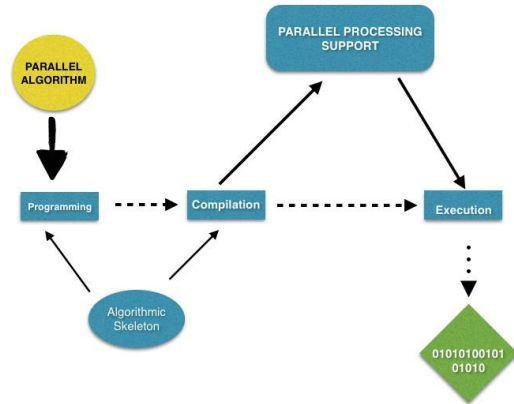 PARALLEL PROCESSING
SUPPORT
PARALLEL
ALGORITHM
Programming
Compilation
Execution
Algorithmic
Skeleton
01010100101
01010